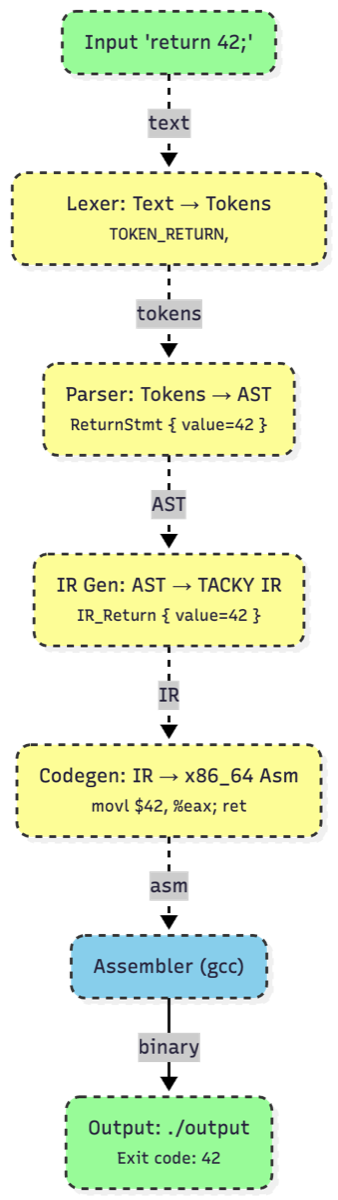 Input 'return 42;'
text
Lexer: Text → Tokens
TOKEN_RETURN,
tokens
Parser: Tokens → AST
ReturnStmt { value=42 }
AST
IR Gen: AST → TACKY IR
IR_Return { value=42 }
IR
Codegen: IR → x86_64 Asm
movl $42, %eax; ret
asm
Assembler (gcc)
binary
Output: ./output
Exit code: 42